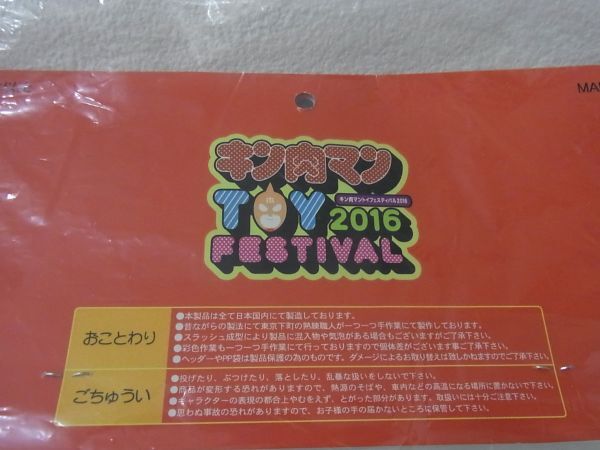 MA
キン肉マン
TOY
キン肉マントイフェスティバル2016
2016
FESTIVAL
おことわり
●本製品は全て日本国内にて製造しております。
●昔ながらの製法にて東京下町の熟練職人が一つ一つ手作業にて製作しております。
●スラッシュ成型により製品に混入物や気泡がある場合もございますがご了承下さい。
●彩色作業も一つ一つ手作業にて行っておりますので個体差がございます事ご了承下さい。
●ヘッダーやPP袋は製品保護の為のものです。ダメージによるお取り替えは致しかねますのでご了承下さい。
ごちゅうい
●投げたり、ぶつけたり、落としたり、乱暴な扱いをしないで下さい。
●部品が変形する恐れがありますので、熱源のそばや、車内などの高温になる場所に置かないで下さい。
●キャラクターの表現の都合上やむをえず、とがった部分があります。取扱いには十分ご注意下さい。
●思わぬ事故の恐れがありますので、お子様の手の届かないところに保管して下さい。